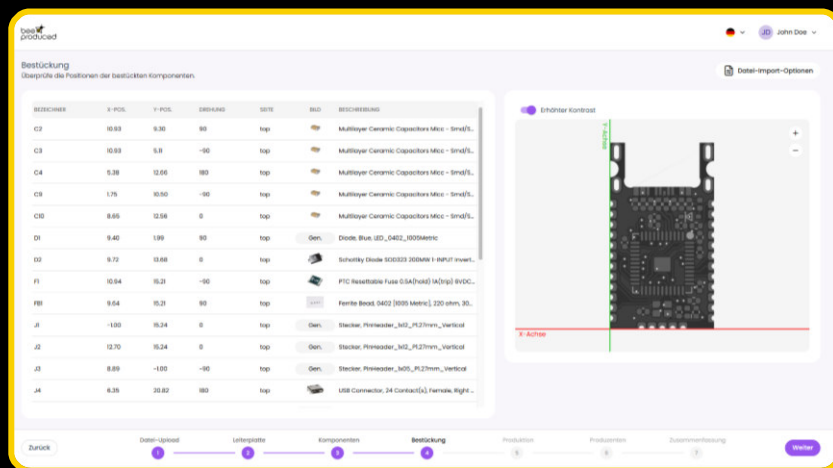 bee
produced
JD John Doe
Bestückung
Überprüfe die Positionen der bestückten Komponenten.
Datei-Import-Optionen
BEZEICHNER X-POS. Y-POS. DREHUNG SEITE BILD BESCHREIBUNG
C2 10.93 9.30 90 top Multilayer Ceramic Capacitors Mlcc - Smd/S...
C3 10.93 5.11 -90 top Multilayer Ceramic Capacitors Mlcc - Smd/S...
C4 5.38 12.66 180 top Multilayer Ceramic Capacitors Mlcc - Smd/S...
C9 1.75 10.50 -90 top Multilayer Ceramic Capacitors Mlcc - Smd/S...
C10 8.65 12.56 0 top Multilayer Ceramic Capacitors Mlcc - Smd/S...
D1 9.40 1.99 90 top Gen. Diode, Blue, LED_0402_1005Metric
D2 9.72 13.68 0 top Schottky Diode SOD323 200MW 1-INPUT Invert...
F1 10.94 15.21 -90 top PTC Resettable Fuse 0.5A(hold) 1A(trip) 6VDC...
FB1 9.64 15.21 90 top Ferrite Bead, 0402 [1005 Metric], 220 ohm, 30...
J1 -1.00 15.24 0 top Gen. Stecker, PinHeader_1x12_P1.27mm_Vertical
J2 12.70 15.24 0 top Gen. Stecker, PinHeader_1x12_P1.27mm_Vertical
J3 8.89 -1.00 -90 top Gen. Stecker, PinHeader_1x05_P1.27mm_Vertical
J4 6.35 20.82 180 top USB Connector, 24 Contact(s), Female, Right ...
Erhöhter Kontrast
Y-Achse
+
−
X-Achse
Zurück
Datei-Upload Leiterplatte Komponenten Bestückung Produktion Produzenten Zusammenfassung
1 2 3 4 5 6 7
Weiter